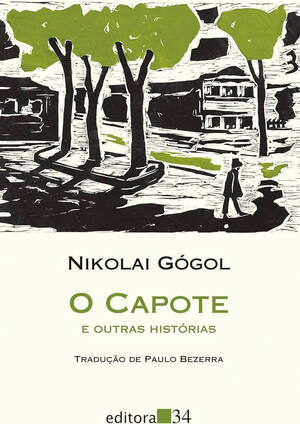 NIKOLAI GÓGOL
O CAPOTE
E OUTRAS HISTÓRIAS
TRADUÇÃO DE PAULO BEZERRA
editora 34